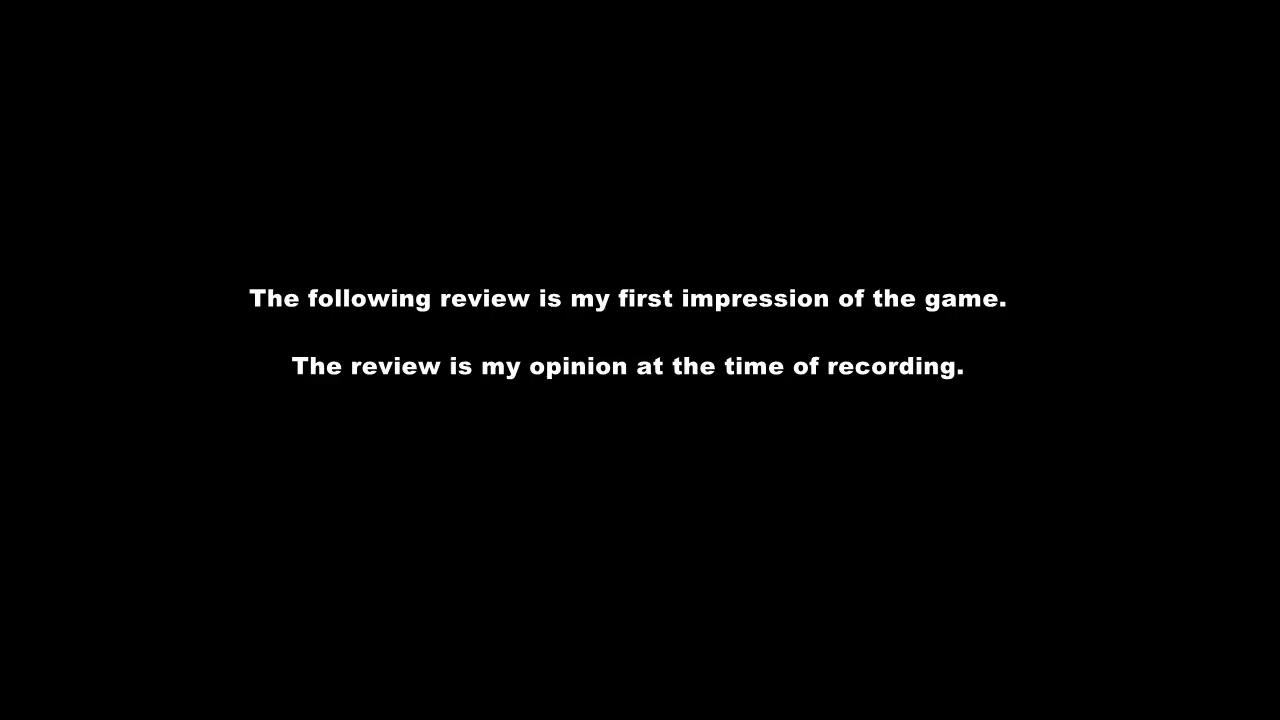 The following review is my first impression of the game.
The review is my opinion at the time of recording.